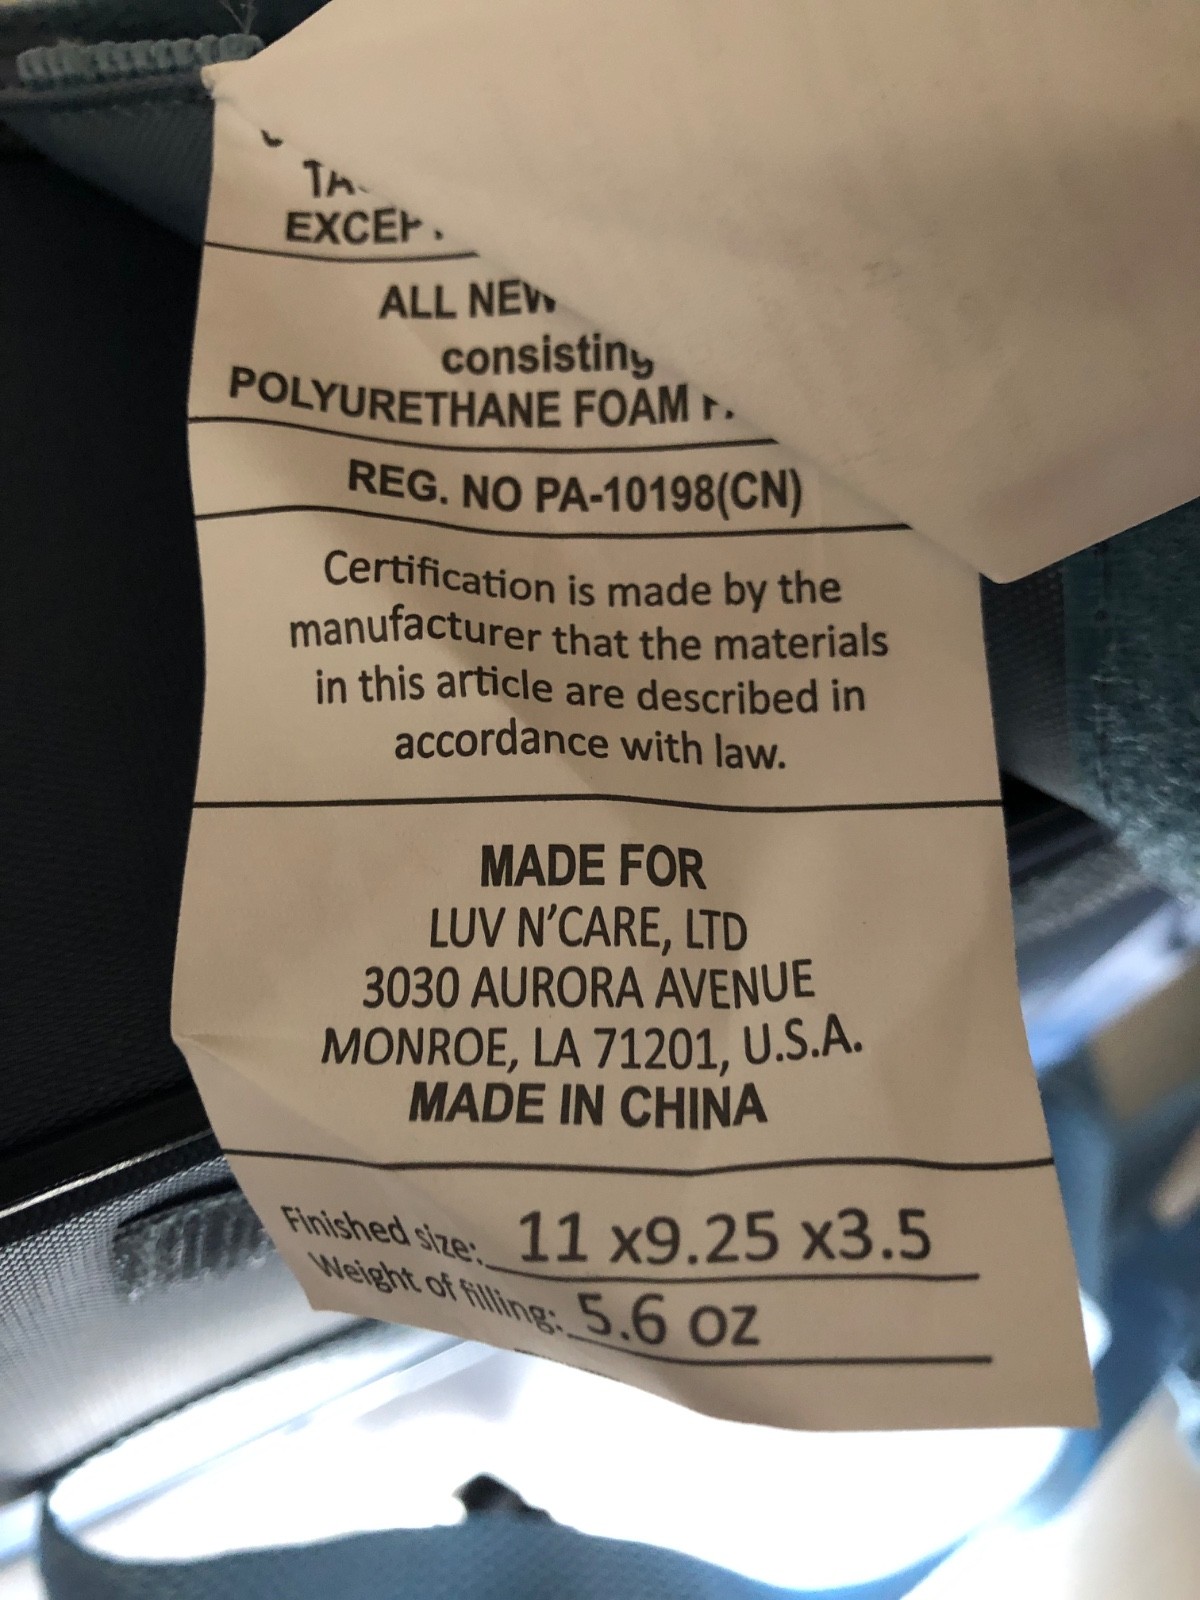 ALL NEW
consisting
POLYURETHANE FOAM
REG. NO PA-10198(CN)
Certification is made by the
manufacturer that the materials
in this article are described in
accordance with law.
MADE FOR
LUV N'CARE, LTD
3030 AURORA AVENUE
MONROE, LA 71201, U.S.A.
MADE IN CHINA
Finished size: 11 x9.25 x3.5
Weight of filling: 5.6 oz